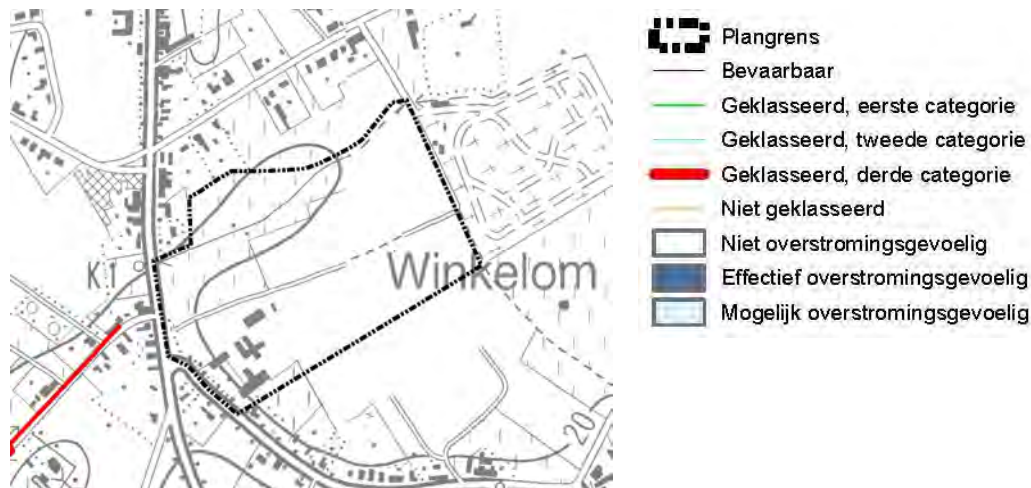 K1
Winkelom
20
Plangrens
Bevaarbaar
Geklasseerd, eerste categorie
Geklasseerd, tweede categorie
Geklasseerd, derde categorie
Niet geklasseerd
Niet overstromingsgevoelig
Effectief overstromingsgevoelig
Mogelijk overstromingsgevoelig